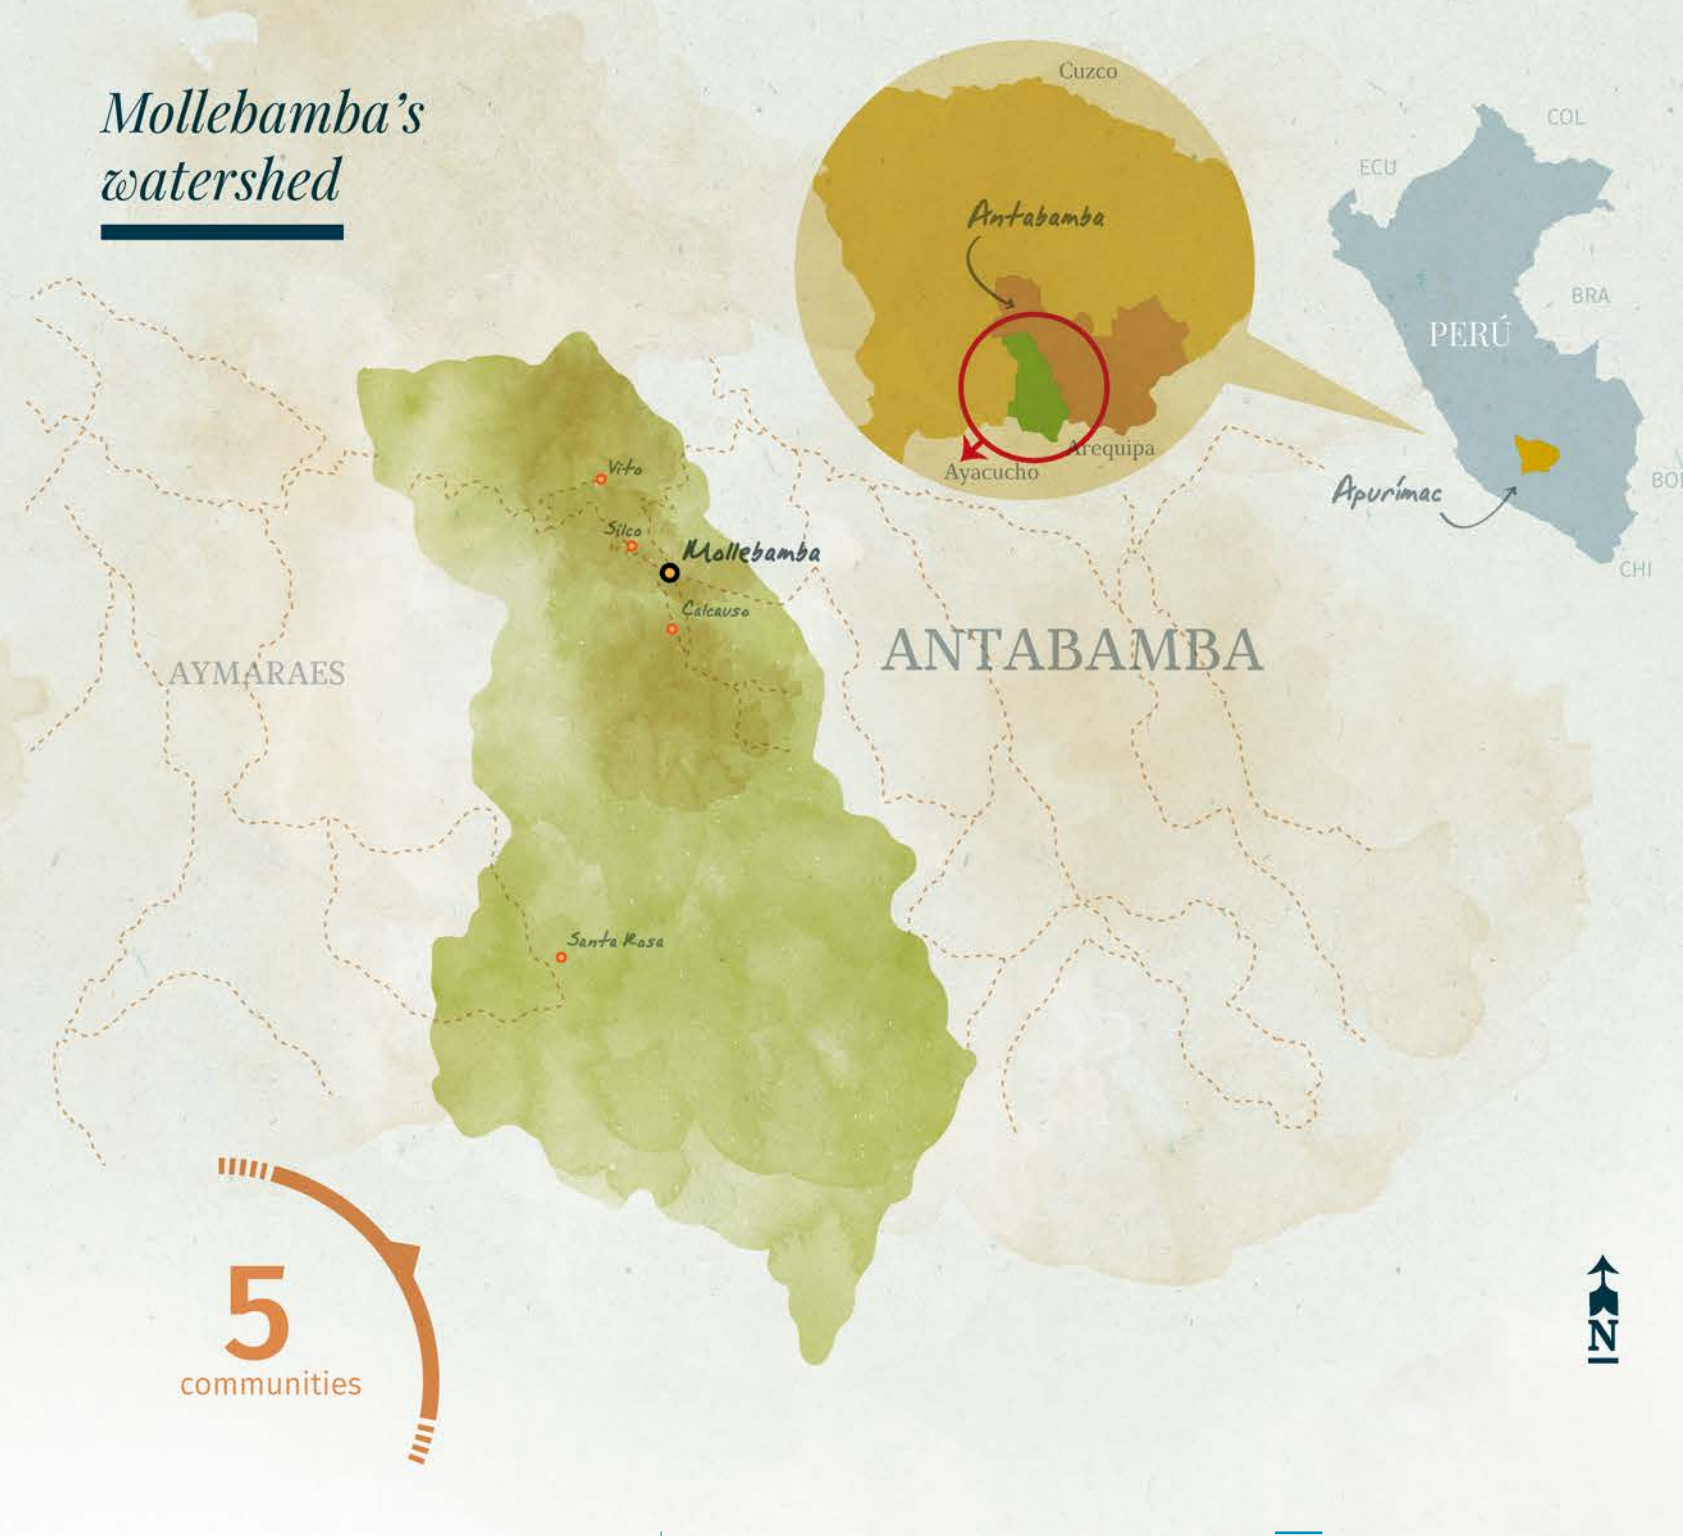 Mollebamba's
watershed
Cuzco
Antabamba
Arequipa
Ayacucho
COL
ECU
BRA
PERÚ
Apurímac
CHI
Vito
Silco
Mollebamba
Calcauso
AYMARAES
ANTABAMBA
Santa Rosa
5
communities
N